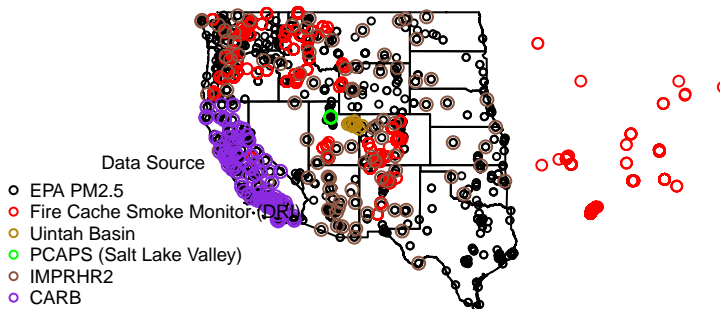 Data Source
EPA PM2.5
Fire Cache Smoke Monitor (DRI)
Uintah Basin
PCAPS (Salt Lake Valley)
IMPRHR2
CARB